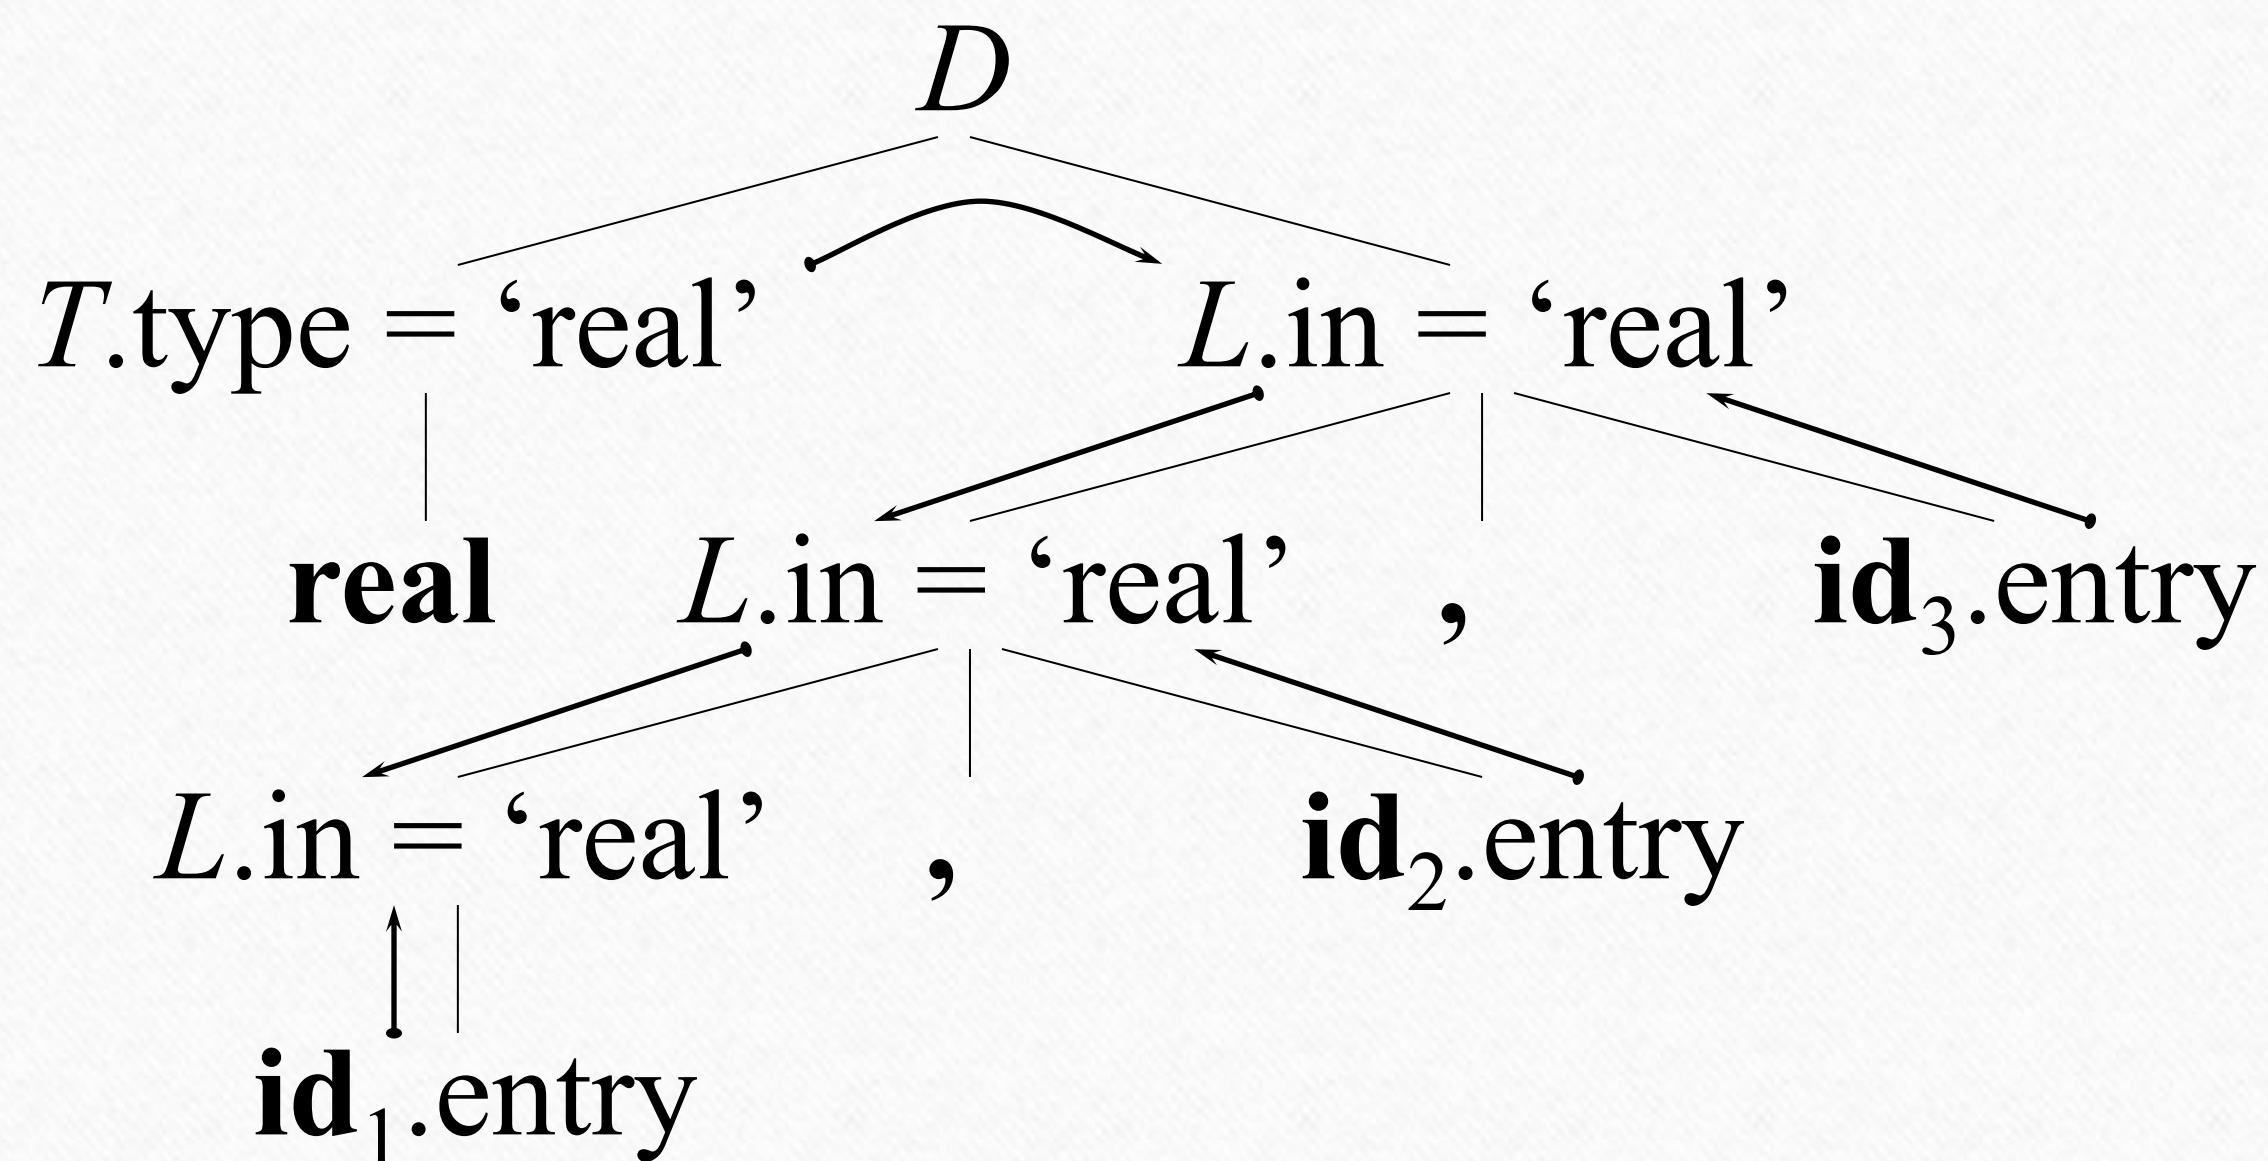 D
T.type = ‘real’ L.in = ‘real’
real L.in = ‘real’ , id3.entry
L.in = ‘real’ , id2.entry
id1.entry